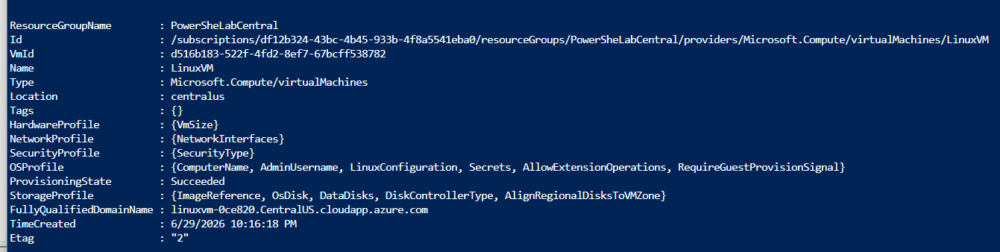 ResourceGroupName : PowerSheLabCentral
Id : /subscriptions/df12b324-43bc-4b45-933b-4f8a5541eba0/resourceGroups/PowerSheLabCentral/providers/Microsoft.Compute/virtualMachines/LinuxVM
VmId : d516b183-522f-4fd2-8ef7-67bcff538782
Name : LinuxVM
Type : Microsoft.Compute/virtualMachines
Location : centralus
Tags : {}
HardwareProfile : {VmSize}
NetworkProfile : {NetworkInterfaces}
SecurityProfile : {SecurityType}
OSProfile : {ComputerName, AdminUsername, LinuxConfiguration, Secrets, AllowExtensionOperations, RequireGuestProvisionSignal}
ProvisioningState : Succeeded
StorageProfile : {ImageReference, OsDisk, DataDisks, DiskControllerType, AlignRegionalDisksToVMZone}
FullyQualifiedDomainName : linuxvm-0ce820.CentralUS.cloudapp.azure.com
TimeCreated : 6/29/2026 10:16:18 PM
Etag : "2"